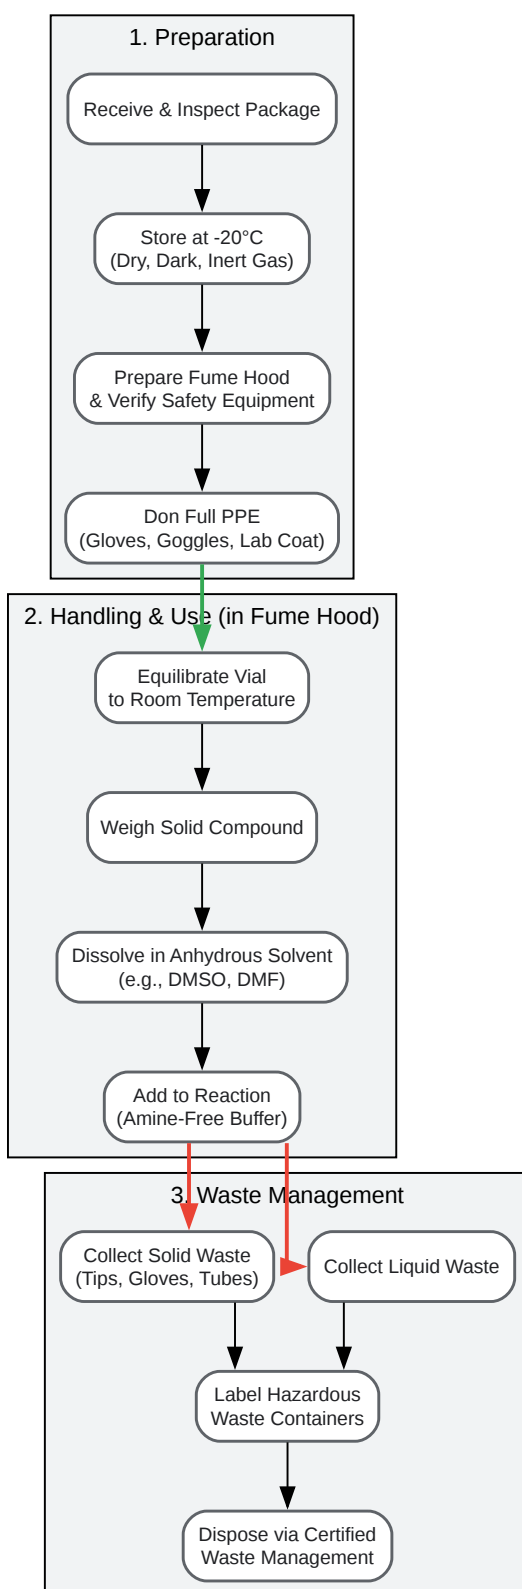 1. Preparation
Receive & Inspect Package
Store at -20°C
(Dry, Dark, Inert Gas)
Prepare Fume Hood
& Verify Safety Equipment
Don Full PPE
(Gloves, Goggles, Lab Coat)
2. Handling & Use (in Fume Hood)
Equilibrate Vial
to Room Temperature
Weigh Solid Compound
Dissolve in Anhydrous Solvent
(e.g., DMSO, DMF)
Add to Reaction
(Amine-Free Buffer)
3. Waste Management
Collect Solid Waste
(Tips, Gloves, Tubes)
Collect Liquid Waste
Label Hazardous
Waste Containers
Dispose via Certified
Waste Management